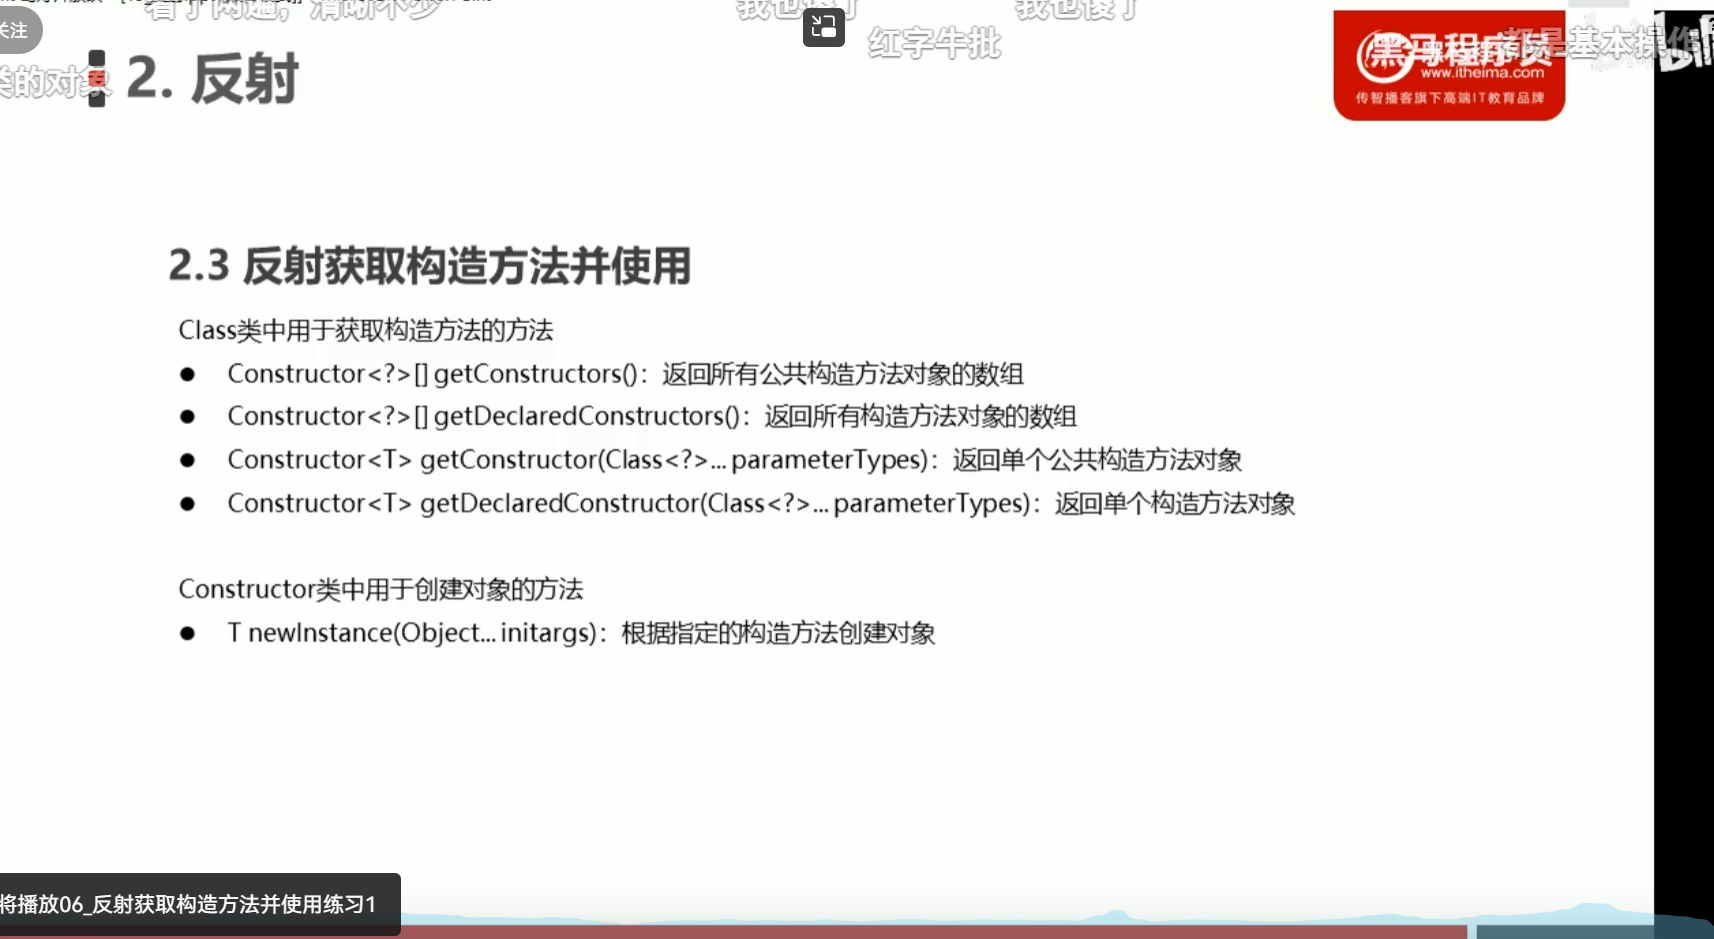 看了两遍，清晰不少
我也傻了
我也傻了
关注
红字牛批
都是基本操作
类的对象
2. 反射
黑马程序员
www.itheima.com
传智播客旗下高端IT教育品牌
2.3 反射获取构造方法并使用
Class类中用于获取构造方法的方法
● Constructor<?>[] getConstructors()：返回所有公共构造方法对象的数组
● Constructor<?>[] getDeclaredConstructors()：返回所有构造方法对象的数组
● Constructor<T> getConstructor(Class<?>... parameterTypes)：返回单个公共构造方法对象
● Constructor<T> getDeclaredConstructor(Class<?>... parameterTypes)：返回单个构造方法对象
Constructor类中用于创建对象的方法
● T newInstance(Object... initargs)：根据指定的构造方法创建对象
将播放06_反射获取构造方法并使用练习1